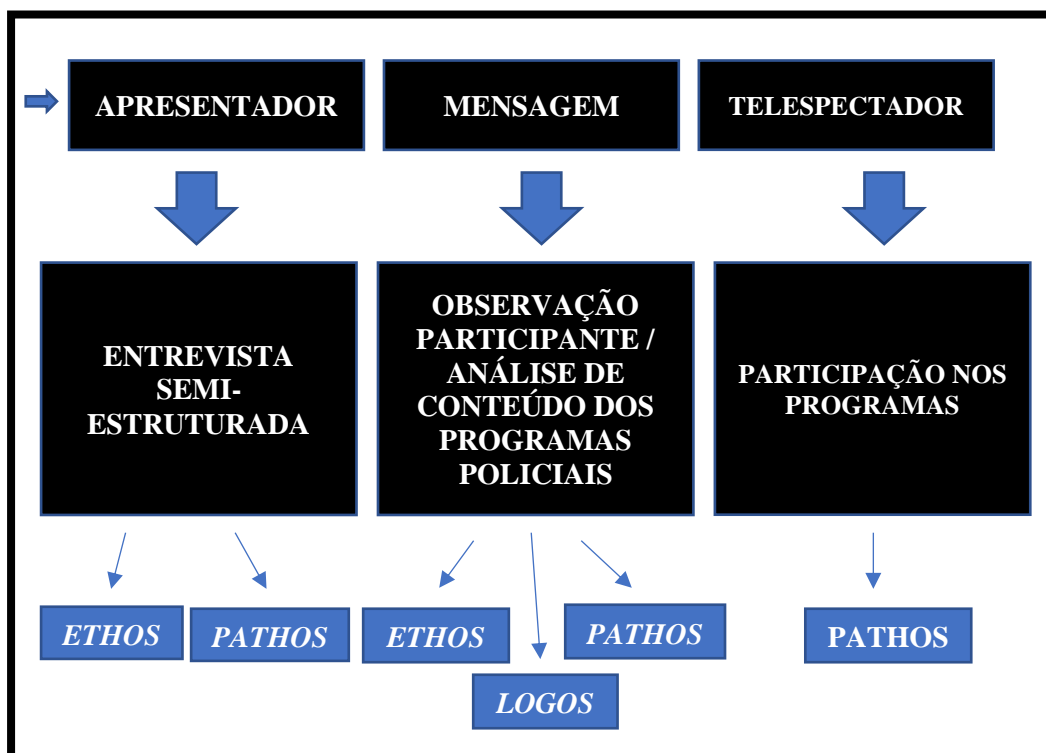 APRESENTADOR
MENSAGEM
TELESPECTADOR
ENTREVISTA
SEMI-
ESTRUTURADA
OBSERVAÇÃO
PARTICIPANTE /
ANÁLISE DE
CONTEÚDO DOS
PROGRAMAS
POLICIAIS
PARTICIPAÇÃO NOS
PROGRAMAS
ETHOS
PATHOS
ETHOS
LOGOS
PATHOS
PATHOS